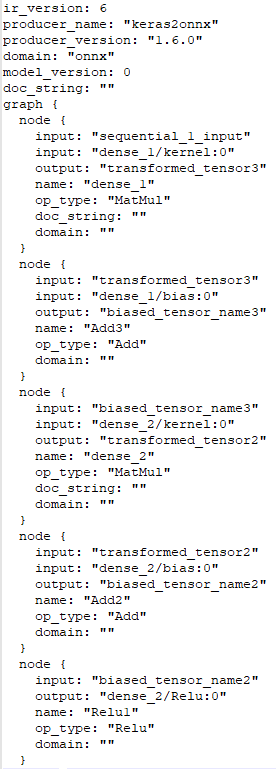 ir_version: 6
producer_name: "keras2onnx"
producer_version: "1.6.0"
domain: "onnx"
model_version: 0
doc_string: ""
graph {
  node {
    input: "sequential_1_input"
    input: "dense_1/kernel:0"
    output: "transformed_tensor3"
    name: "dense_1"
    op_type: "MatMul"
    doc_string: ""
    domain: ""
  }
  node {
    input: "transformed_tensor3"
    input: "dense_1/bias:0"
    output: "biased_tensor_name3"
    name: "Add3"
    op_type: "Add"
    domain: ""
  }
  node {
    input: "biased_tensor_name3"
    input: "dense_2/kernel:0"
    output: "transformed_tensor2"
    name: "dense_2"
    op_type: "MatMul"
    doc_string: ""
    domain: ""
  }
  node {
    input: "transformed_tensor2"
    input: "dense_2/bias:0"
    output: "biased_tensor_name2"
    name: "Add2"
    op_type: "Add"
    domain: ""
  }
  node {
    input: "biased_tensor_name2"
    output: "dense_2/Relu:0"
    name: "Relu1"
    op_type: "Relu"
    domain: ""
  }